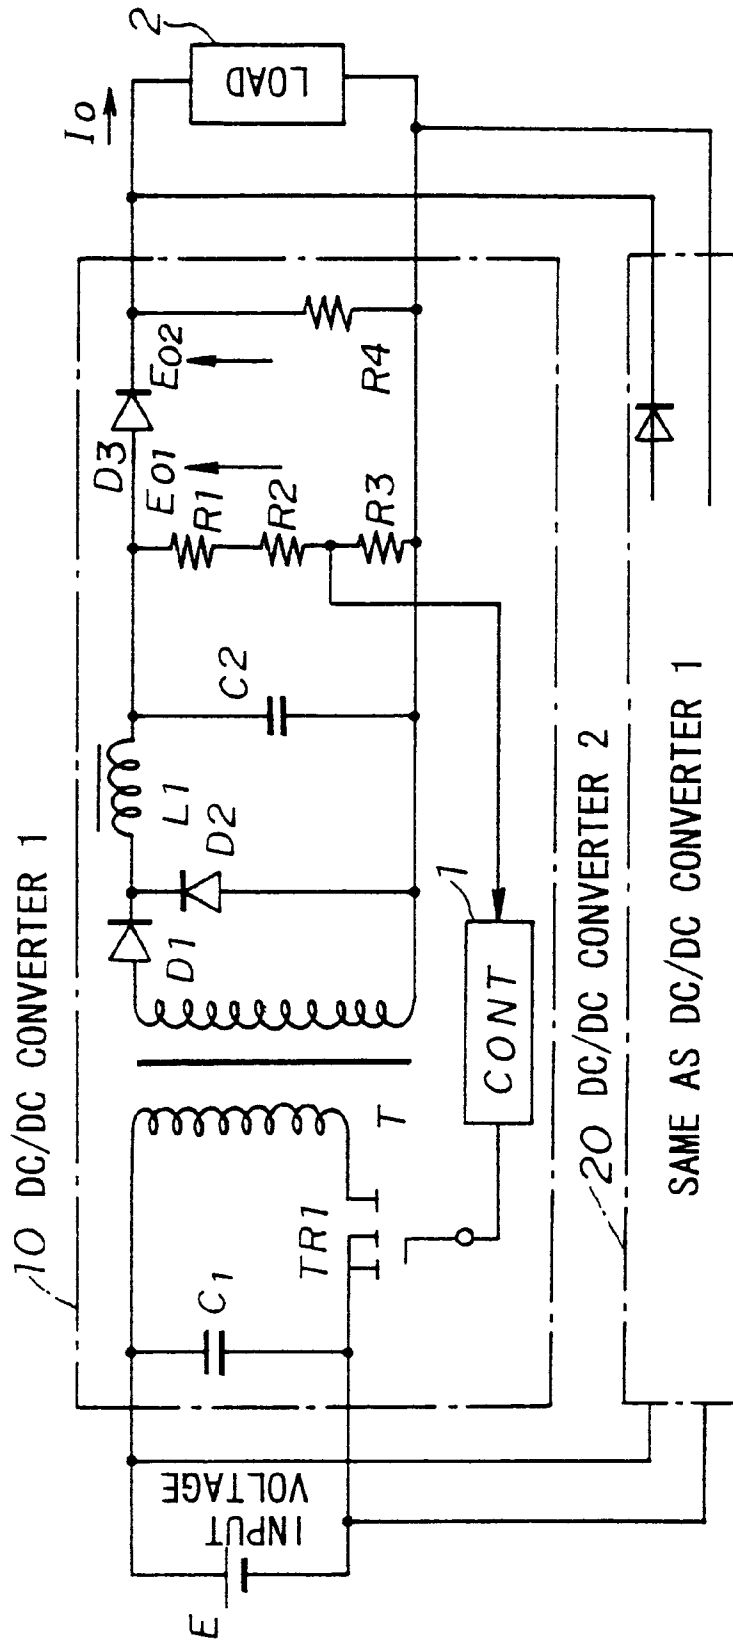 10 DC/DC CONVERTER 1
Io
2
LOAD
D3
E01
E02
R1
R2
R3
R4
L1
C2
D1
D2
T
TR1
C1
INPUT
VOLTAGE
E
1
CONT
20 DC/DC CONVERTER 2
SAME AS DC/DC CONVERTER 1